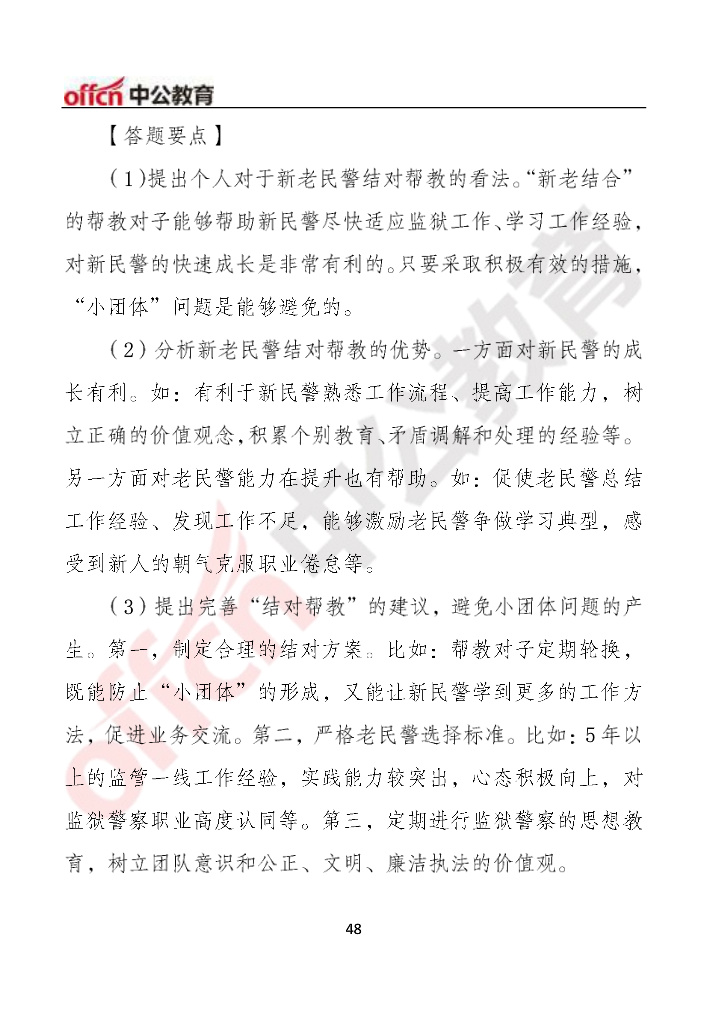 offcn 中公教育
【答题要点】
（1)提出个人对于新老民警结对帮教的看法。“新老结合”
的帮教对子能够帮助新民警尽快适应监狱工作、学习工作经验，
对新民警的快速成长是非常有利的。只要采取积极有效的措施，
“小团体”问题是能够避免的。
（2）分析新老民警结对帮教的优势。一方面对新民警的成
长有利。如：有利于新民警熟悉工作流程、提高工作能力，树
立正确的价值观念，积累个别教育、矛盾调解和处理的经验等。
另一方面对老民警能力在提升也有帮助。如：促使老民警总结
工作经验、发现工作不足，能够激励老民警争做学习典型，感
受到新人的朝气克服职业倦怠等。
（3）提出完善“结对帮教”的建议，避免小团体问题的产
生。第一，制定合理的结对方案。比如：帮教对子定期轮换，
既能防止“小团体”的形成，又能让新民警学到更多的工作方
法，促进业务交流。第二，严格老民警选择标准。比如：5年以
上的监管一线工作经验，实践能力较突出，心态积极向上，对
监狱警察职业高度认同等。第三，定期进行监狱警察的思想教
育，树立团队意识和公正、文明、廉洁执法的价值观。
offcn 中公教育
48